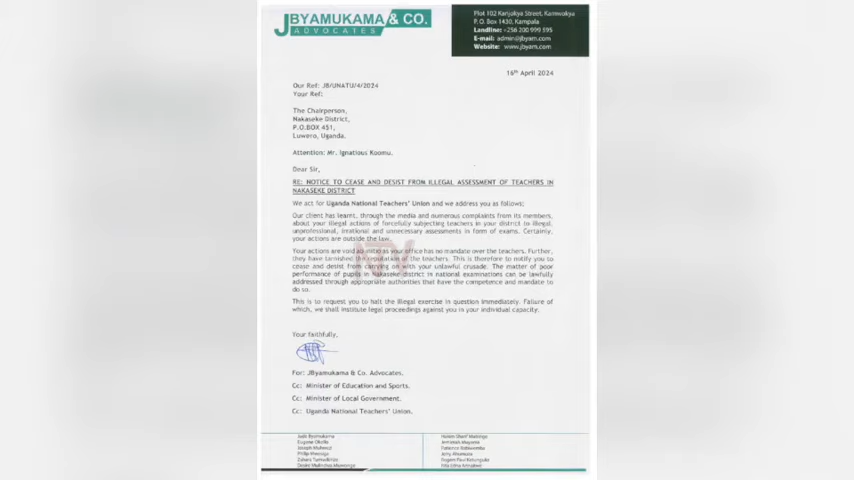 JBYAMUKAMA & CO.
ADVOCATES
Plot 102 Kanjokya Street, Kamwokya
P. O. Box 1430, Kampala
Landline: +256 200 999 595
E-mail: admin@jbyam.com
Website: www.jbyam.com
16th April 2024
Our Ref: JB/UNATU/4/2024
Your Ref:
The Chairperson,
Nakaseke District,
P.O.BOX 451,
Luwero, Uganda.
Attention: Mr. Ignatious Koomu.
Dear Sir,
RE: NOTICE TO CEASE AND DESIST FROM ILLEGAL ASSESSMENT OF TEACHERS IN
NAKASEKE DISTRICT
We act for Uganda National Teachers' Union and we address you as follows:
Our client has learnt, through the media and numerous complaints from its members,
about your illegal actions of forcefully subjecting teachers in your district to illegal,
unprofessional, irrational and unnecessary assessments in form of exams. Certainly,
your actions are outside the law.
Your actions are void ab initio as your office has no mandate over the teachers. Further,
they have tarnished the reputation of the teachers. This is therefore to notify you to
cease and desist from carrying on with your unlawful crusade. The matter of poor
performance of pupils in Nakaseke district in national examinations can be lawfully
addressed through appropriate authorities that have the competence and mandate to
do so.
This is to request you to halt the illegal exercise in question immediately. Failure of
which, we shall institute legal proceedings against you in your individual capacity.
NTV
Your faithfully,
For: JByamukama & Co. Advocates.
Cc: Minister of Education and Sports.
Cc: Minister of Local Government.
Cc: Uganda National Teachers' Union.